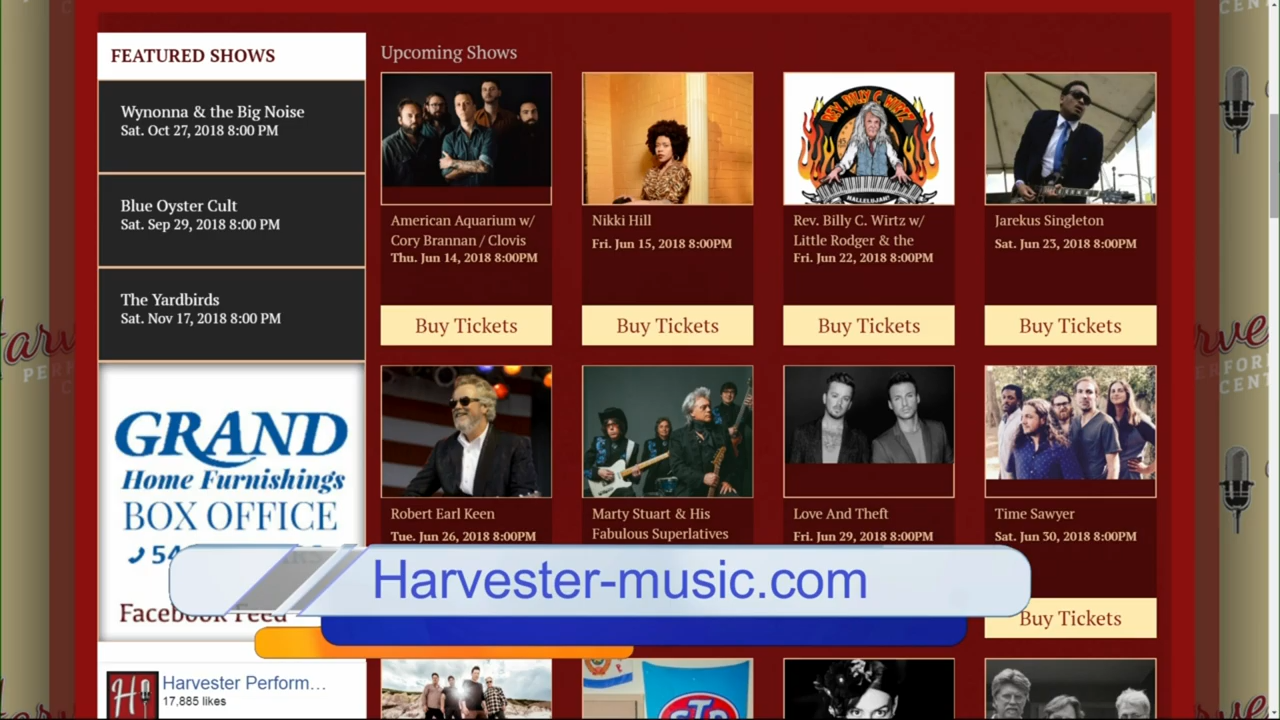 FEATURED SHOWS
Wynonna & the Big Noise
Sat. Oct 27, 2018 8:00 PM
Blue Oyster Cult
Sat. Sep 29, 2018 8:00 PM
The Yardbirds
Sat. Nov 17, 2018 8:00 PM
GRAND
Home Furnishings
BOX OFFICE
Facebook Feed
Harvester Perform…
17,885 likes
Upcoming Shows
American Aquarium w/
Cory Brannan / Clovis
Thu. Jun 14, 2018 8:00PM
Buy Tickets
Nikki Hill
Fri. Jun 15, 2018 8:00PM
Buy Tickets
REV. BILLY C. WIRTZ
HALLELUJAH!
Rev. Billy C. Wirtz w/
Little Rodger & the
Fri. Jun 22, 2018 8:00PM
Buy Tickets
Jarekus Singleton
Sat. Jun 23, 2018 8:00PM
Buy Tickets
Robert Earl Keen
Tue. Jun 26, 2018 8:00PM
Marty Stuart & His
Fabulous Superlatives
Love And Theft
Fri. Jun 29, 2018 8:00PM
Time Sawyer
Sat. Jun 30, 2018 8:00PM
Buy Tickets
Harvester-music.com
STP